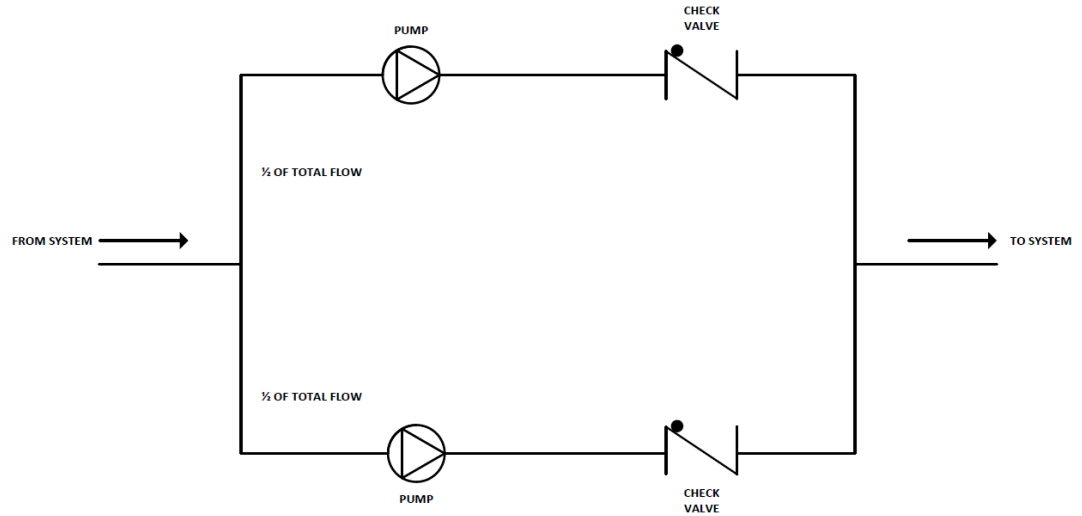 CHECK
VALVE
PUMP
½ OF TOTAL FLOW
FROM SYSTEM
TO SYSTEM
½ OF TOTAL FLOW
PUMP
CHECK
VALVE